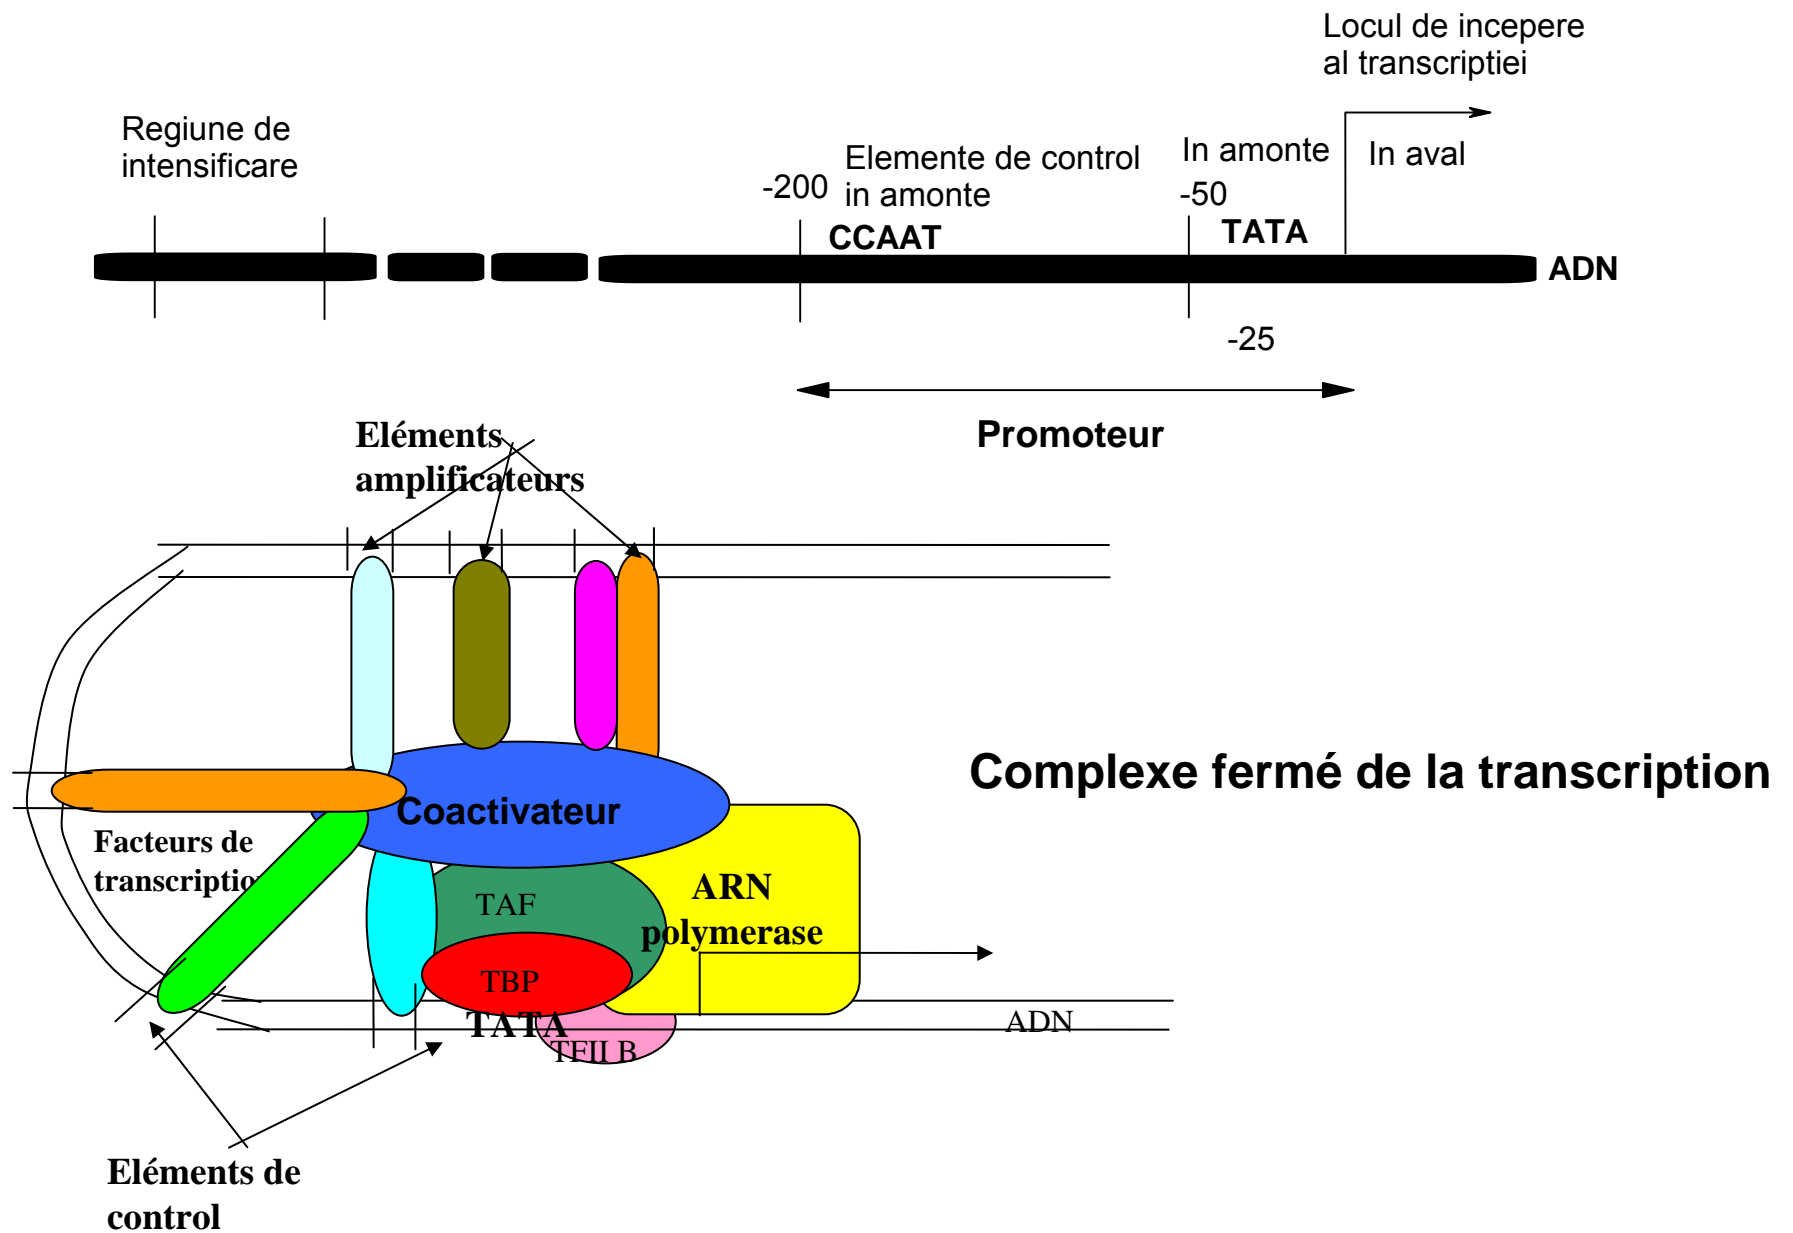 Locul de incepere
al transcriptiei
Regiune de
intensificare
-200
Elemente de control
in amonte
In amonte
-50
In aval
CCAAT
TATA
ADN
-25
Promoteur
Eléments
amplificateurs
Complexe fermé de la transcription
Coactivateur
Facteurs de
transcription
TAF
ARN
polymerase
TBP
TATA
TFII B
ADN
Eléments de
control